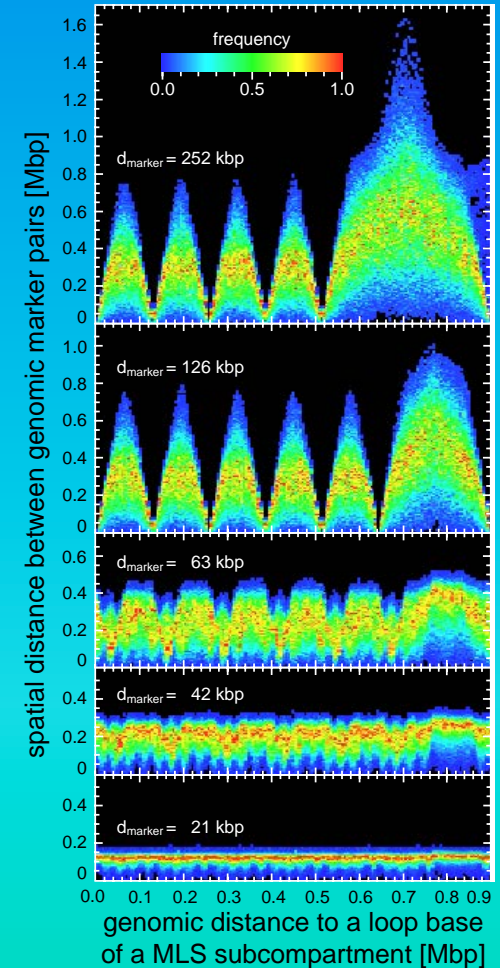 spatial distance between genomic marker pairs [Mbp]
1.6
1.4
1.2
1.0
0.8
0.6
0.4
0.2
0
frequency
0.0 0.5 1.0
dmarker = 252 kbp
1.0
0.8
0.6
0.4
0.2
0
dmarker = 126 kbp
0.6
0.4
0.2
0
dmarker = 63 kbp
0.4
0.2
0
dmarker = 42 kbp
0.4
0.2
0
dmarker = 21 kbp
0.0 0.1 0.2 0.3 0.4 0.5 0.6 0.7 0.8 0.9
genomic distance to a loop base
of a MLS subcompartment [Mbp]